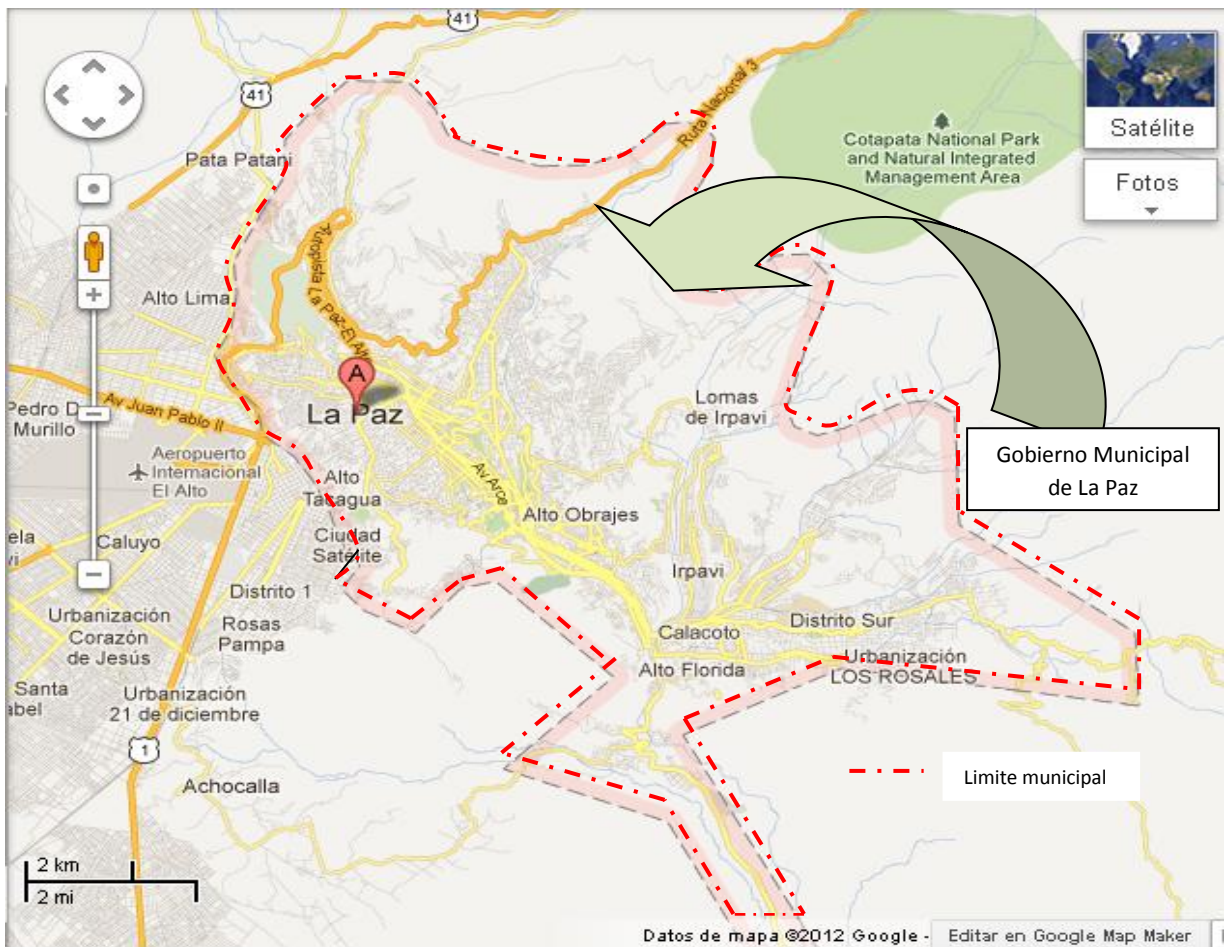 41
41
Ruta Nacional 3
Satélite
Fotos
Cotapata National Park
and Natural Integrated
Management Area
Pata Patani
Autopista La Paz-El Alto
Alto Lima
A
La Paz
Av Juan Pablo II
Pedro D
Murillo
Aeropuerto
Internacional
El Alto
Lomas
de Irpavi
Gobierno Municipal
de La Paz
Alto
Tacagua
Av Arce
Alto Obrajes
Ciudad
Satélite
ela
vi
Caluyo
Irpavi
Distrito 1
Urbanización
Corazón
de Jesús
Rosas
Pampa
Calacoto
Distrito Sur
Alto Florida
Urbanización
LOS ROSALES
Santa
abel
Urbanización
21 de diciembre
1
Achocalla
Limite municipal
2 km
2 mi
Datos de mapa ©2012 Google -
Editar en Google Map Maker